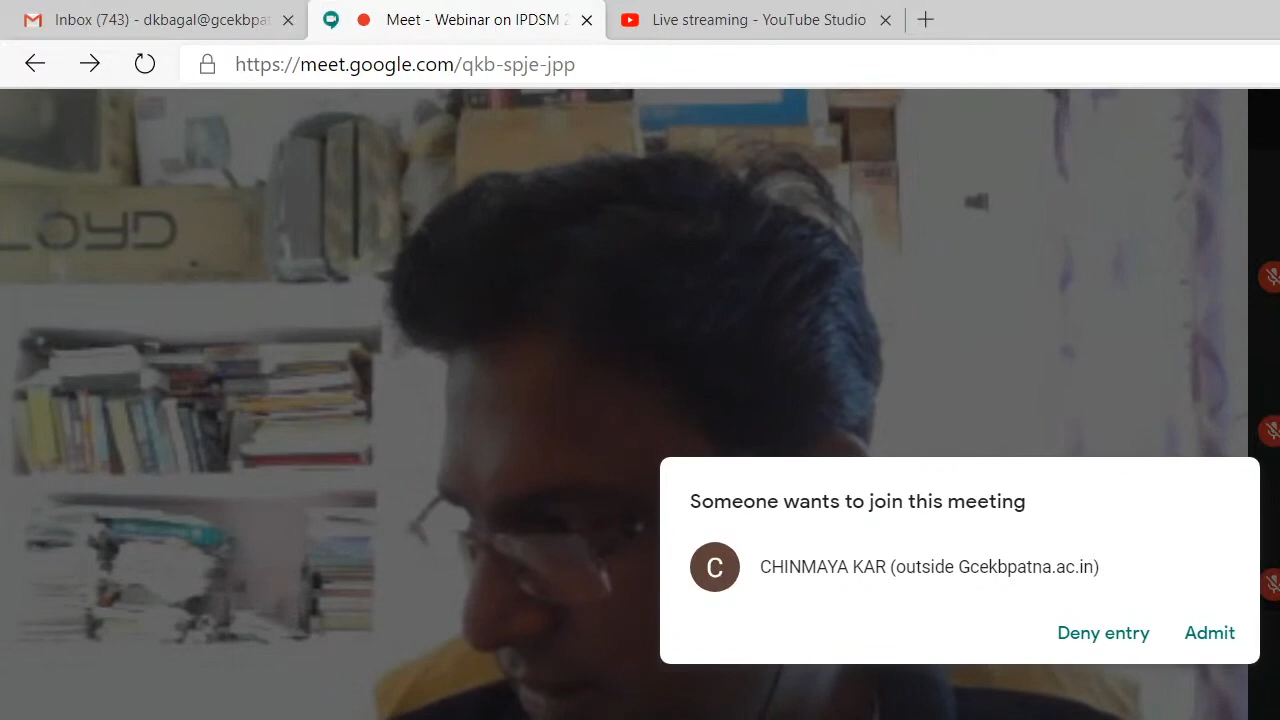 Inbox (743) - dkbagal@gcekbpat
Meet - Webinar on IPDSM 2
Live streaming - YouTube Studio
https://meet.google.com/qkb-spje-jpp
LOYD
Someone wants to join this meeting
C
CHINMAYA KAR (outside Gcekbpatna.ac.in)
Deny entry Admit